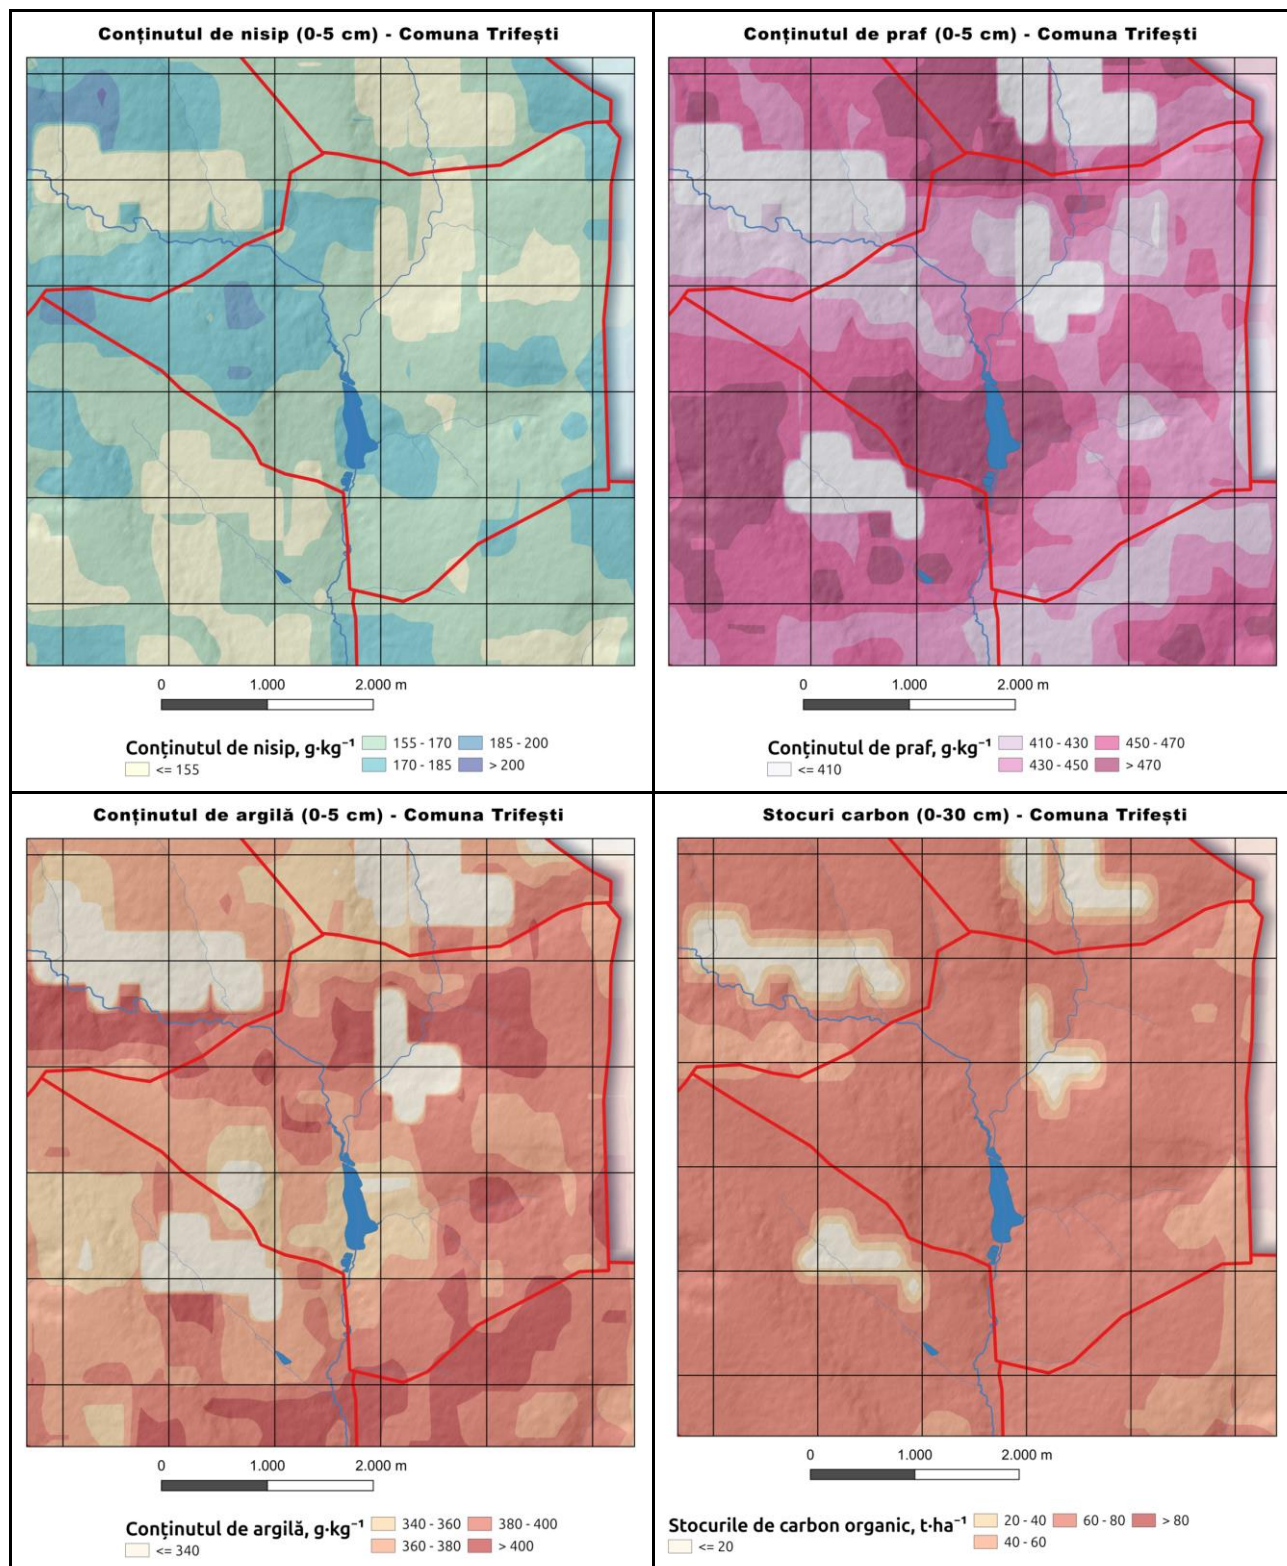 Conținutul de nisip (0-5 cm) - Comuna Trifești
0 1.000 2.000 m
Conținutul de nisip, g·kg⁻¹
<= 155
155 - 170
170 - 185
185 - 200
> 200
Conținutul de praf (0-5 cm) - Comuna Trifești
0 1.000 2.000 m
Conținutul de praf, g·kg⁻¹
<= 410
410 - 430
430 - 450
450 - 470
> 470
Conținutul de argilă (0-5 cm) - Comuna Trifești
0 1.000 2.000 m
Conținutul de argilă, g·kg⁻¹
<= 340
340 - 360
360 - 380
380 - 400
> 400
Stocuri carbon (0-30 cm) - Comuna Trifești
0 1.000 2.000 m
Stocurile de carbon organic, t·ha⁻¹
<= 20
20 - 40
40 - 60
60 - 80
> 80